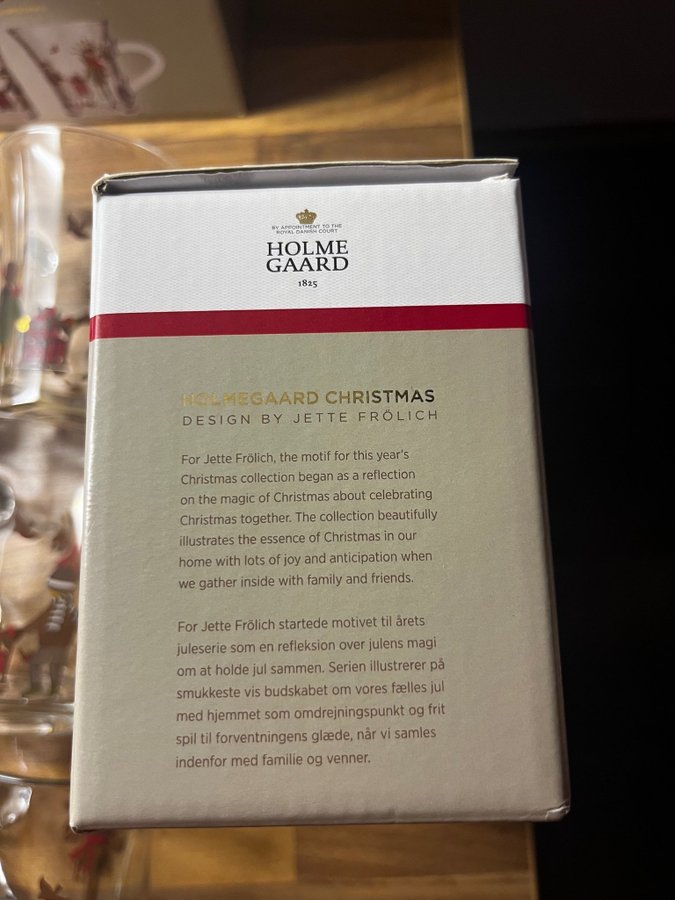 BY APPOINTMENT TO THE
ROYAL DANISH COURT
HOLME
GAARD
1825
HOLMEGAARD CHRISTMAS
DESIGN BY JETTE FRÖLICH
For Jette Frölich, the motif for this year's
Christmas collection began as a reflection
on the magic of Christmas about celebrating
Christmas together. The collection beautifully
illustrates the essence of Christmas in our
home with lots of joy and anticipation when
we gather inside with family and friends.
For Jette Frölich startede motivet til årets
juleserie som en refleksion over julens magi
om at holde jul sammen. Serien illustrerer på
smukkeste vis budskabet om vores fælles jul
med hjemmet som omdrejningspunkt og frit
spil til forventningens glæde, når vi samles
indenfor med familie og venner.